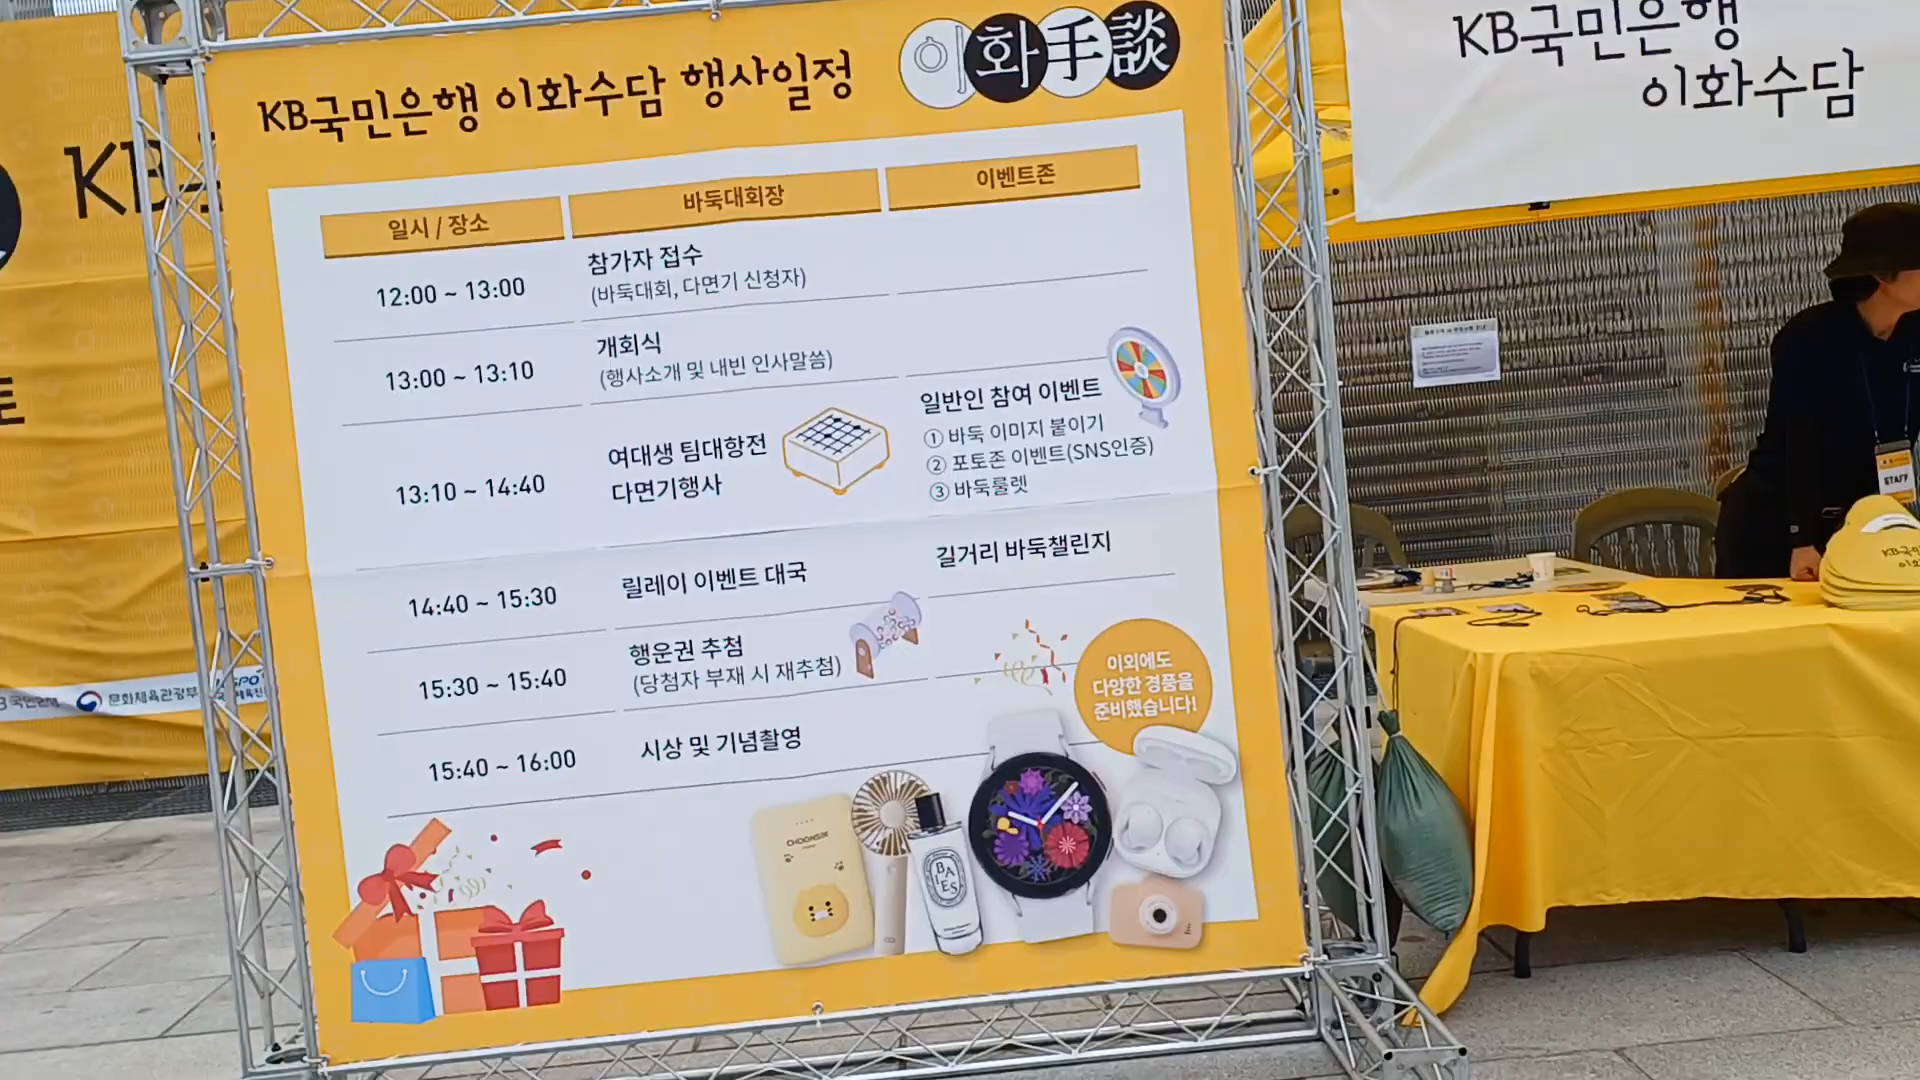 KB국민은행 이화수담 행사일정
이화手談
일시 / 장소
바둑대회장
이벤트존
12:00 ~ 13:00
참가자 접수
(바둑대회, 다면기 신청자)
13:00 ~ 13:10
개회식
(행사소개 및 내빈 인사말씀)
13:10 ~ 14:40
여대생 팀대항전
다면기행사
일반인 참여 이벤트
① 바둑 이미지 붙이기
② 포토존 이벤트(SNS인증)
③ 바둑룰렛
길거리 바둑챌린지
14:40 ~ 15:30
릴레이 이벤트 대국
15:30 ~ 15:40
행운권 추첨
(당첨자 부재 시 재추첨)
15:40 ~ 16:00
시상 및 기념촬영
이외에도
다양한 경품을
준비했습니다!
CHOONSIK
BAIES
KB국민은행
이화수담
STAFF
KB
문화체육관광부